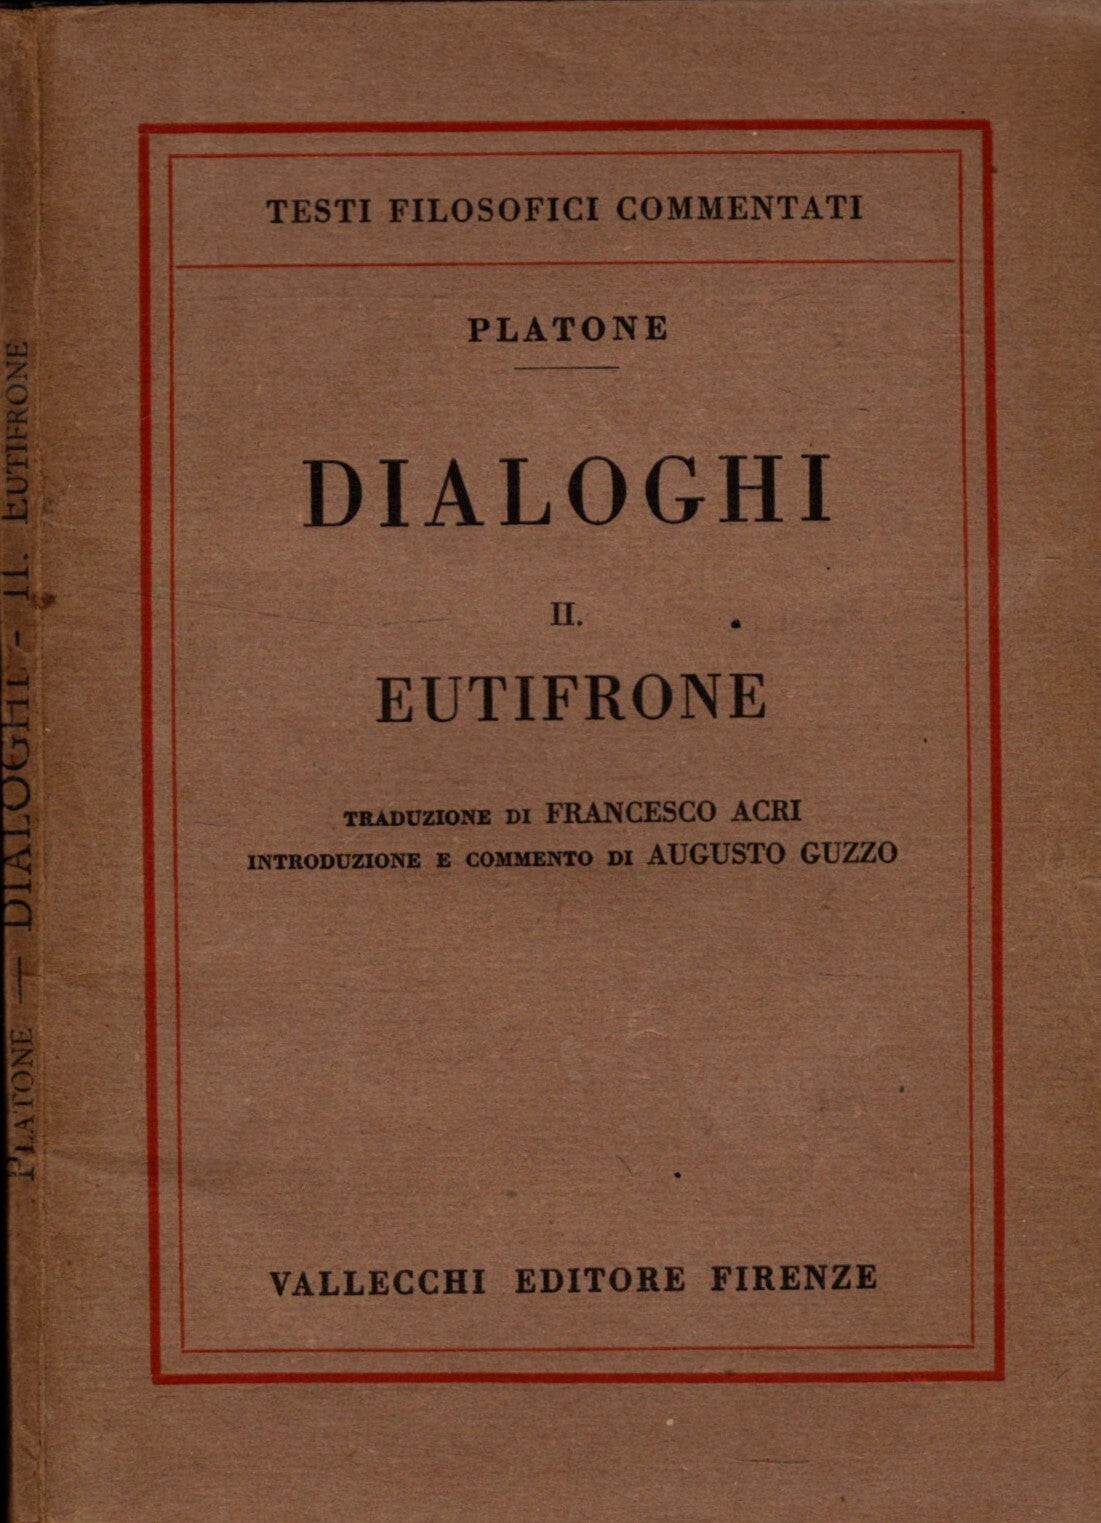 TESTI FILOSOFICI COMMENTATI
PLATONE
DIALOGHI
II.
EUTIFRONE
TRADUZIONE DI FRANCESCO ACRI
INTRODUZIONE E COMMENTO DI AUGUSTO GUZZO
VALLECCHI EDITORE FIRENZE
PLATONE — DIALOGHI - II. EUTIFRONE